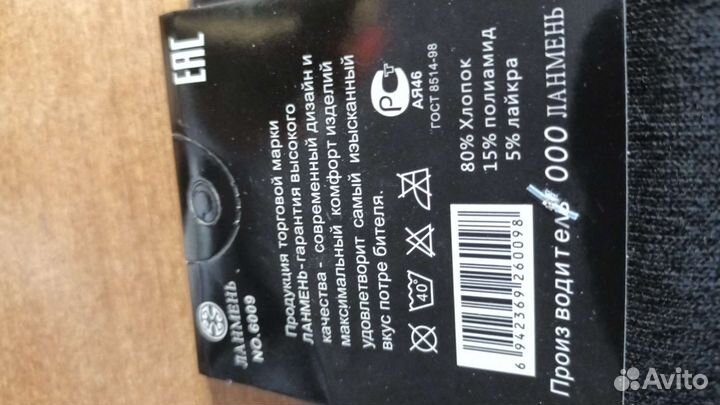 ЛАНМЕНЬ
NO.6009
ЕАС
Продукция торговой марки
ЛАНМЕНЬ-гарантия высокого
качества - современный дизайн и
максимальный комфорт изделий
удовлетворит самый изысканный
вкус потре бителя.
40°
РСТ
АЯ46
ГОСТ 8514-98
80% Хлопок
15% полиамид
5% лайкра
6 942369 260098
Произ водитель ООО ЛАНМЕНЬ
Avito